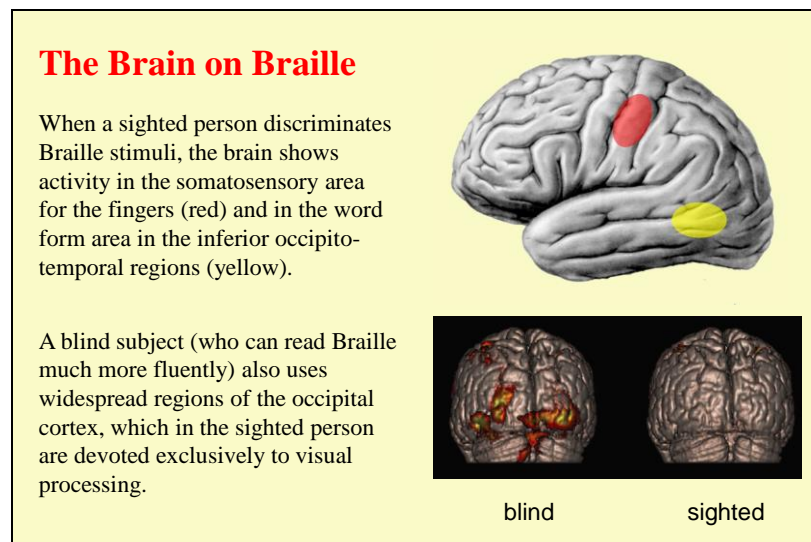 The Brain on Braille
When a sighted person discriminates
Braille stimuli, the brain shows
activity in the somatosensory area
for the fingers (red) and in the word
form area in the inferior occipito-
temporal regions (yellow).
A blind subject (who can read Braille
much more fluently) also uses
widespread regions of the occipital
cortex, which in the sighted person
are devoted exclusively to visual
processing.
blind
sighted